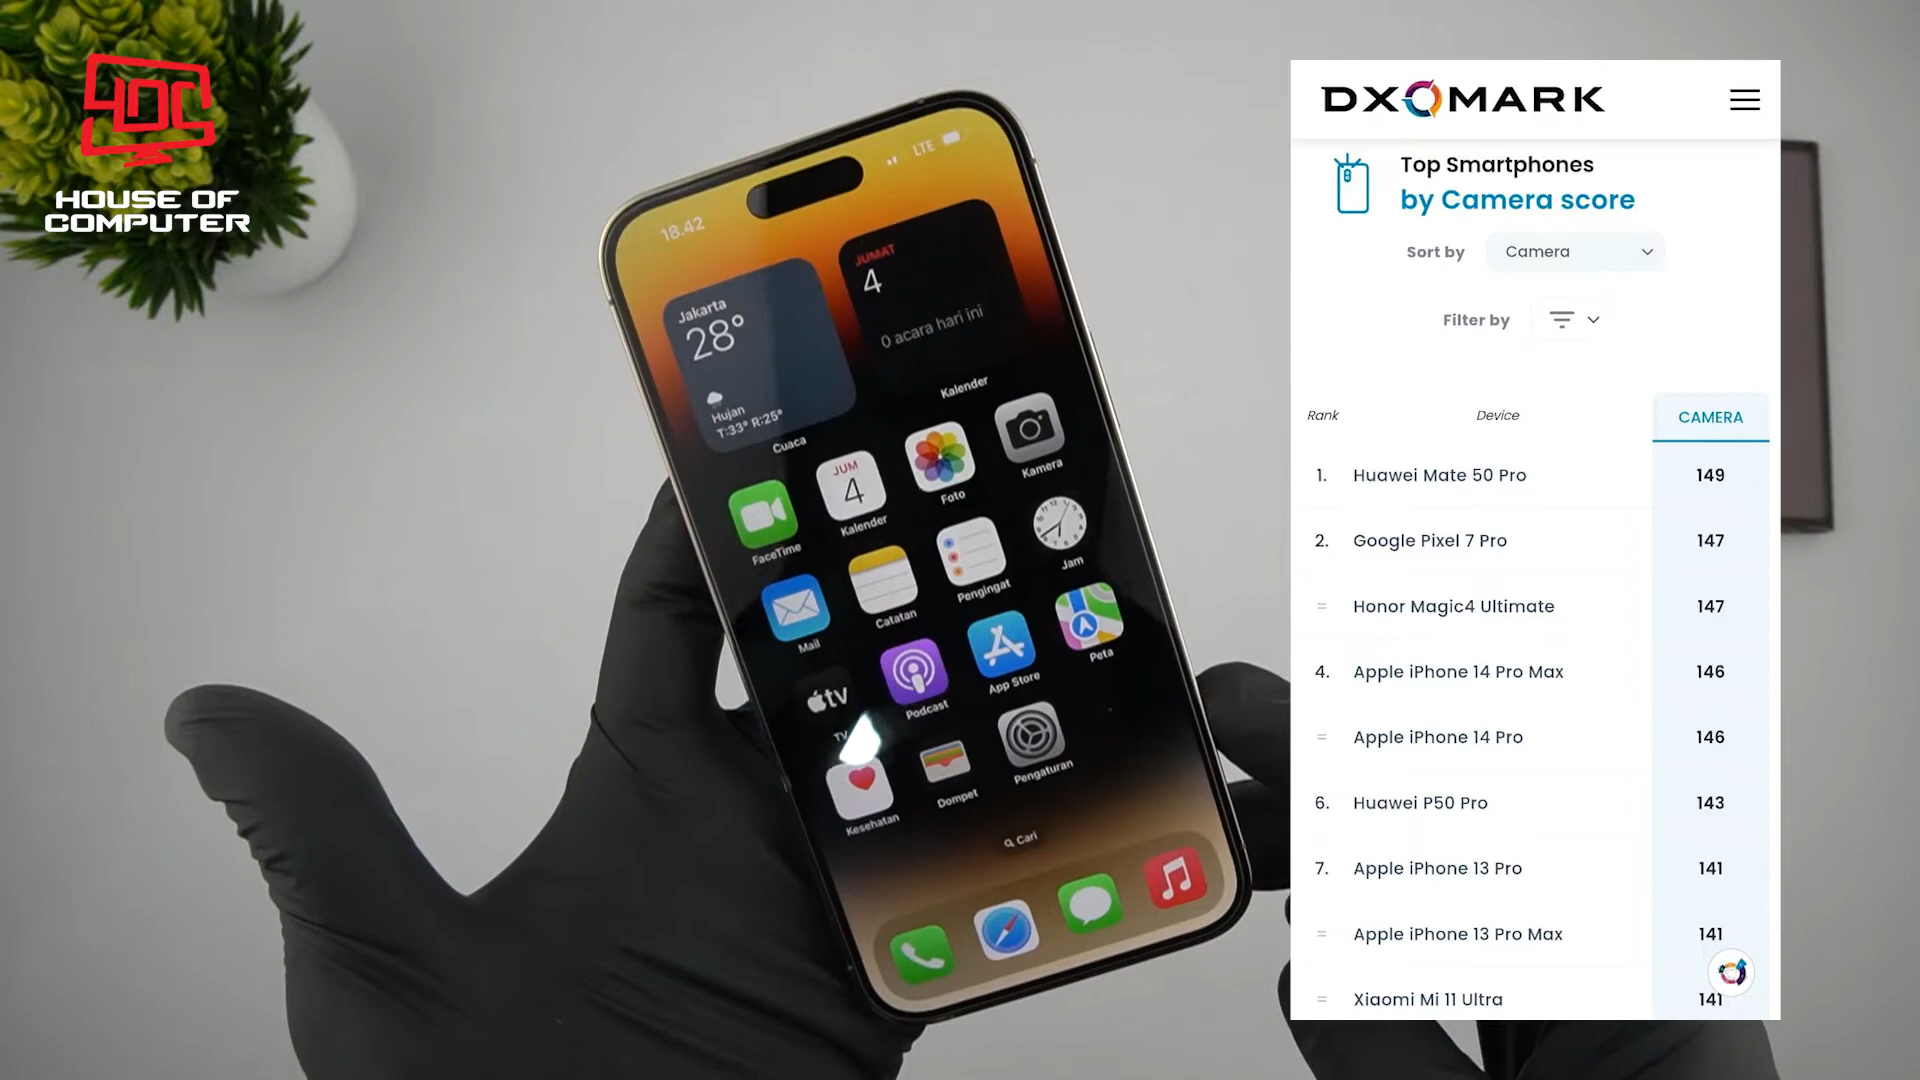 HOUSE OF
COMPUTER
18.42
LTE
Jakarta
28°
Hujan
T:33° R:25°
Cuaca
JUMAT
4
0 acara hari ini
Kalender
FaceTime
JUM
4
Kalender
Foto
Kamera
Mail
Catatan
Pengingat
Jam
tv
TV
Podcast
App Store
Peta
Kesehatan
Dompet
Pengaturan
Cari
DXOMARK
Top Smartphones
by Camera score
Sort by Camera
Filter by
Rank Device CAMERA
1. Huawei Mate 50 Pro 149
2. Google Pixel 7 Pro 147
= Honor Magic4 Ultimate 147
4. Apple iPhone 14 Pro Max 146
= Apple iPhone 14 Pro 146
6. Huawei P50 Pro 143
7. Apple iPhone 13 Pro 141
= Apple iPhone 13 Pro Max 141
= Xiaomi Mi 11 Ultra 141